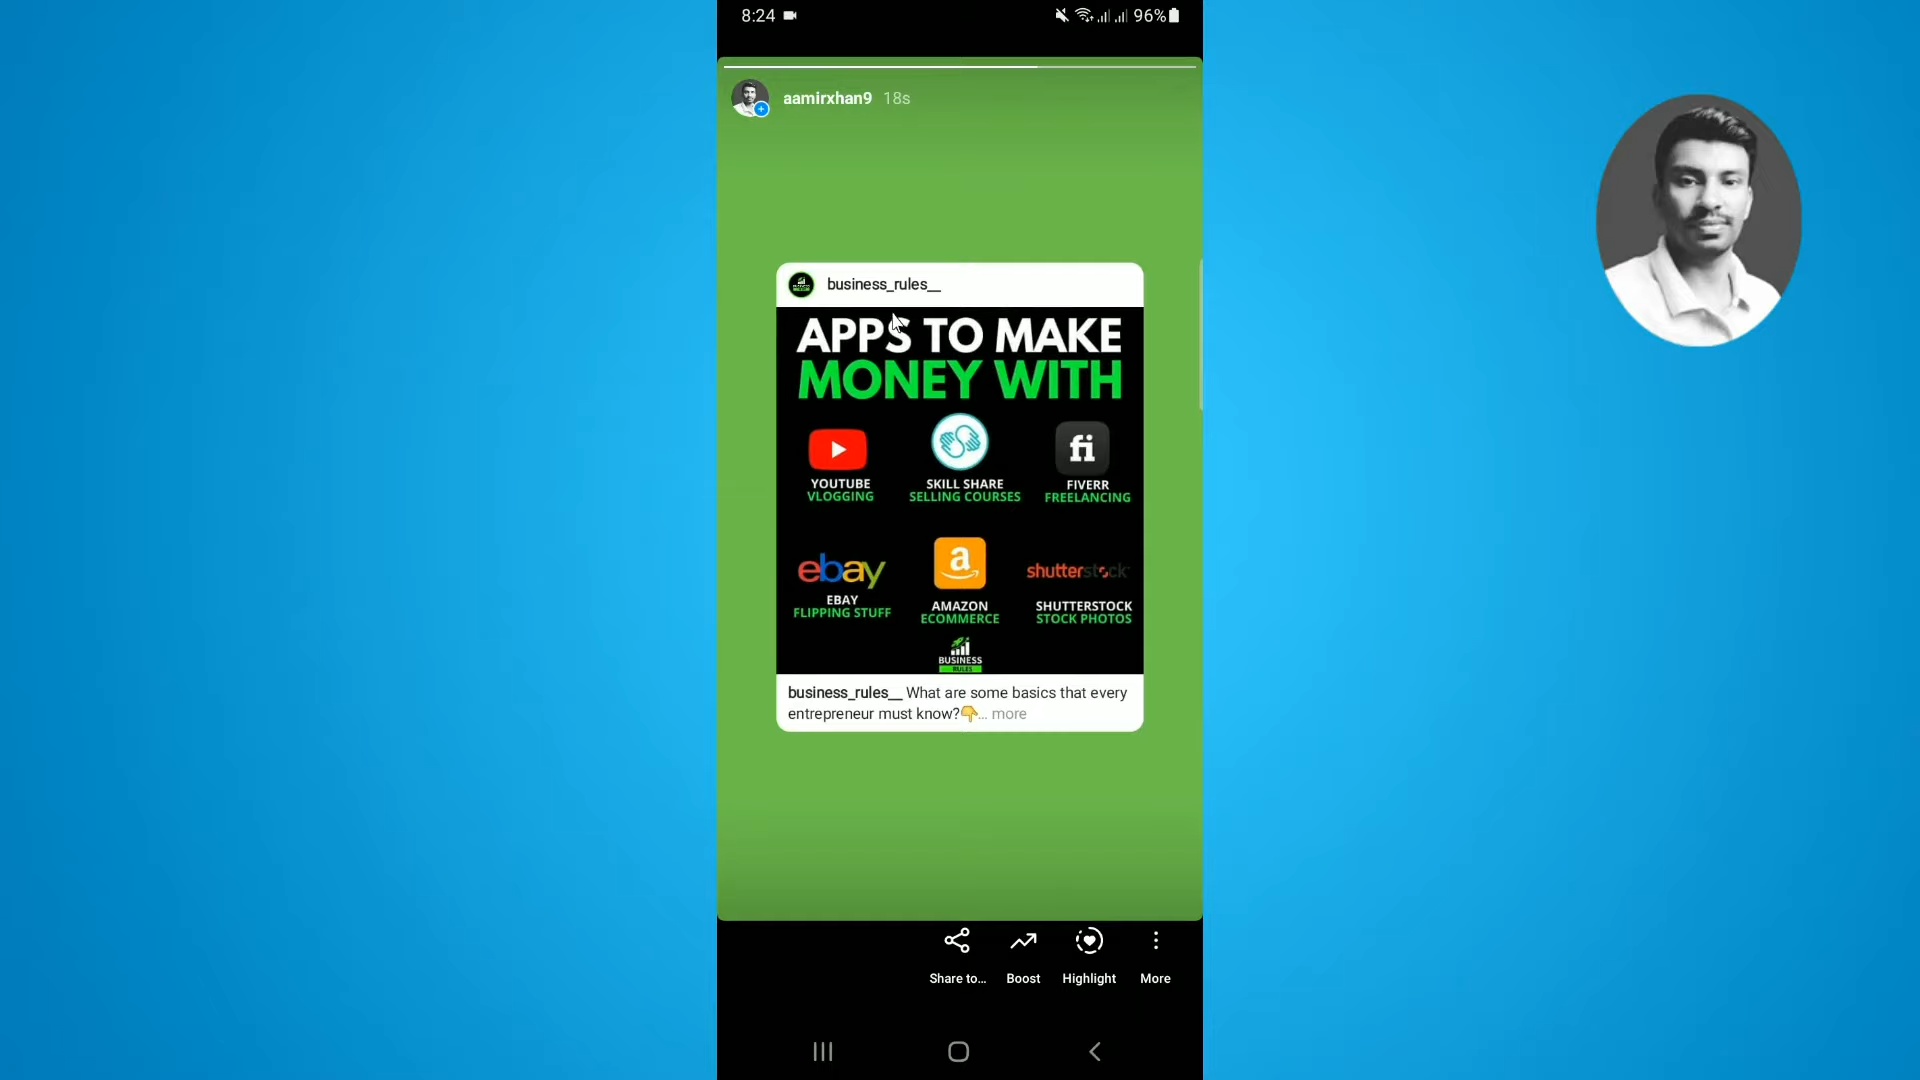 8:24
96%
aamirxhan9 18s
business_rules__
APPS TO MAKE
MONEY WITH
YOUTUBE
VLOGGING
SKILL SHARE
SELLING COURSES
fi
FIVERR
FREELANCING
ebay
EBAY
FLIPPING STUFF
a
AMAZON
ECOMMERCE
shutterstock
SHUTTERSTOCK
STOCK PHOTOS
BUSINESS
RULES
business_rules__ What are some basics that every
entrepreneur must know?👇... more
Share to...
Boost
Highlight
More